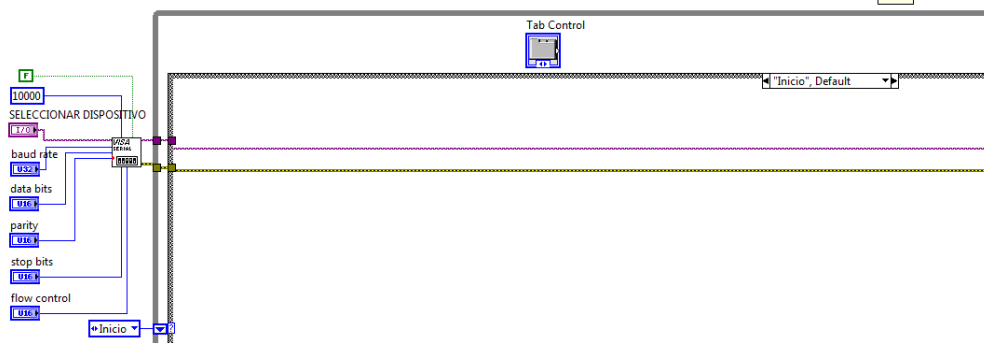 Tab Control
"Inicio", Default
F
10000
SELECCIONAR DISPOSITIVO
I/O
VISA
SERIAL
baud rate
U32
data bits
U16
parity
U16
stop bits
U16
flow control
U16
Inicio
?